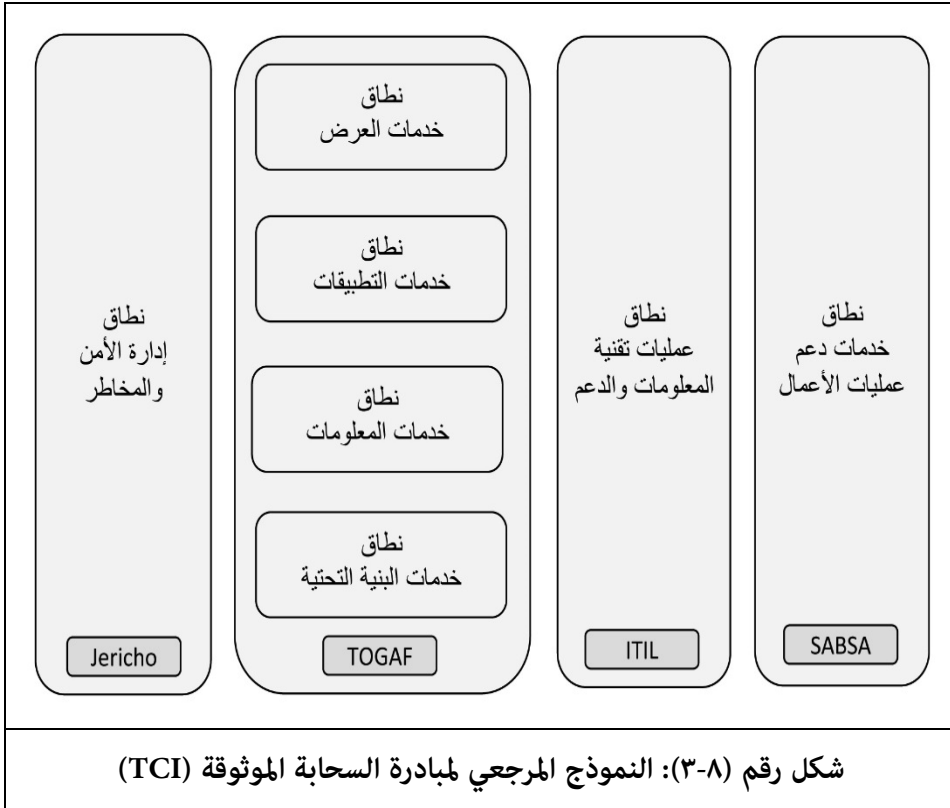 نطاق
خدمات دعم
عمليات الأعمال
SABSA
نطاق
عمليات تقنية
المعلومات والدعم
ITIL
نطاق
خدمات العرض
نطاق
خدمات التطبيقات
نطاق
خدمات المعلومات
نطاق
خدمات البنية التحتية
TOGAF
نطاق
إدارة الأمن
والمخاطر
Jericho
شكل رقم (٨-٣): النموذج المرجعي لمبادرة السحابة الموثوقة (TCI)